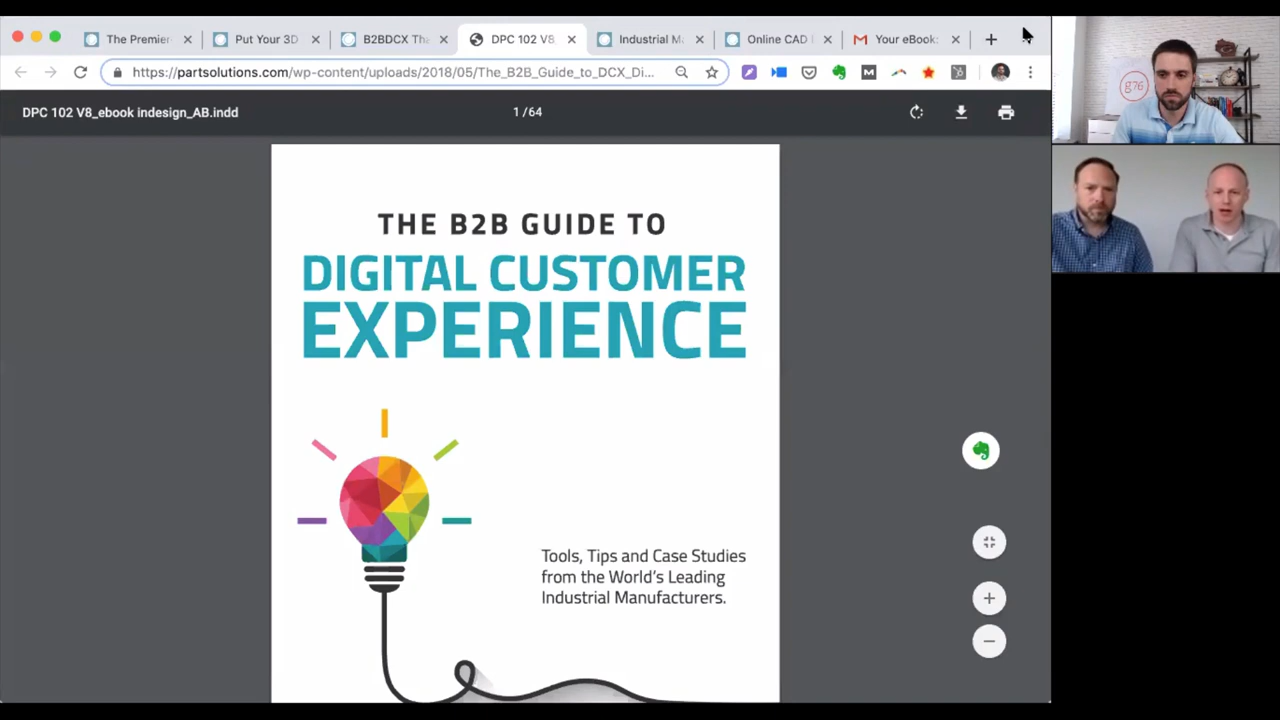 The Premier
Put Your 3D
B2BDCX The
DPC 102 V8
Industrial M
Online CAD
Your eBook:
https://partsolutions.com/wp-content/uploads/2018/05/The_B2B_Guide_to_DCX_Di...
DPC 102 V8_ebook indesign_AB.indd
1 / 64
g76
THE B2B GUIDE TO
DIGITAL CUSTOMER
EXPERIENCE
Tools, Tips and Case Studies
from the World's Leading
Industrial Manufacturers.